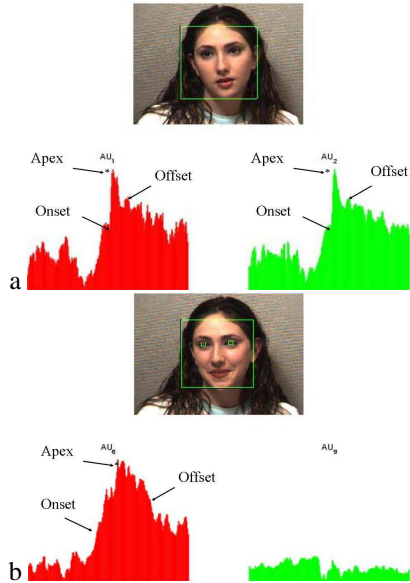 AU1
AU2
Apex
Offset
Onset
Apex
Offset
Onset
a
AU6
AU9
Apex
Offset
Onset
b